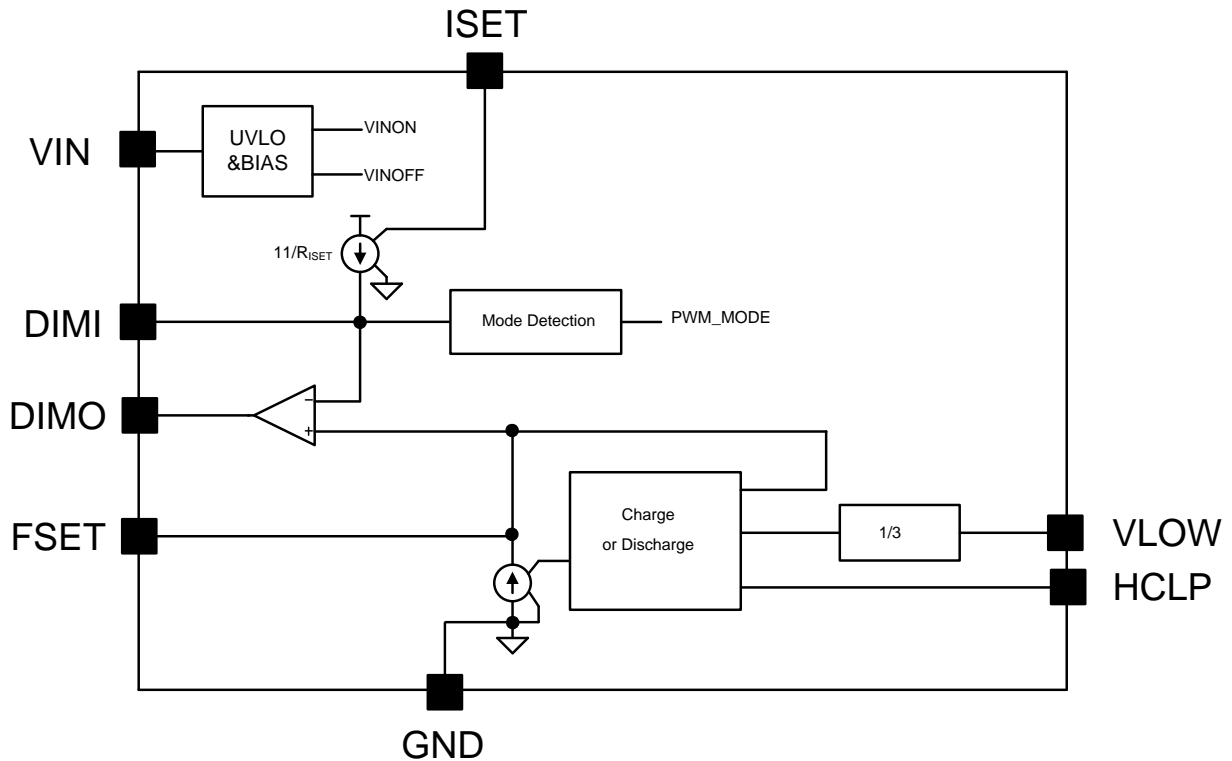 ISET
VIN
UVLO
&BIAS
VINON
VINOFF
11/RISET
DIMI
Mode Detection
PWM_MODE
DIMO
−
+
FSET
Charge
or Discharge
1/3
VLOW
HCLP
GND